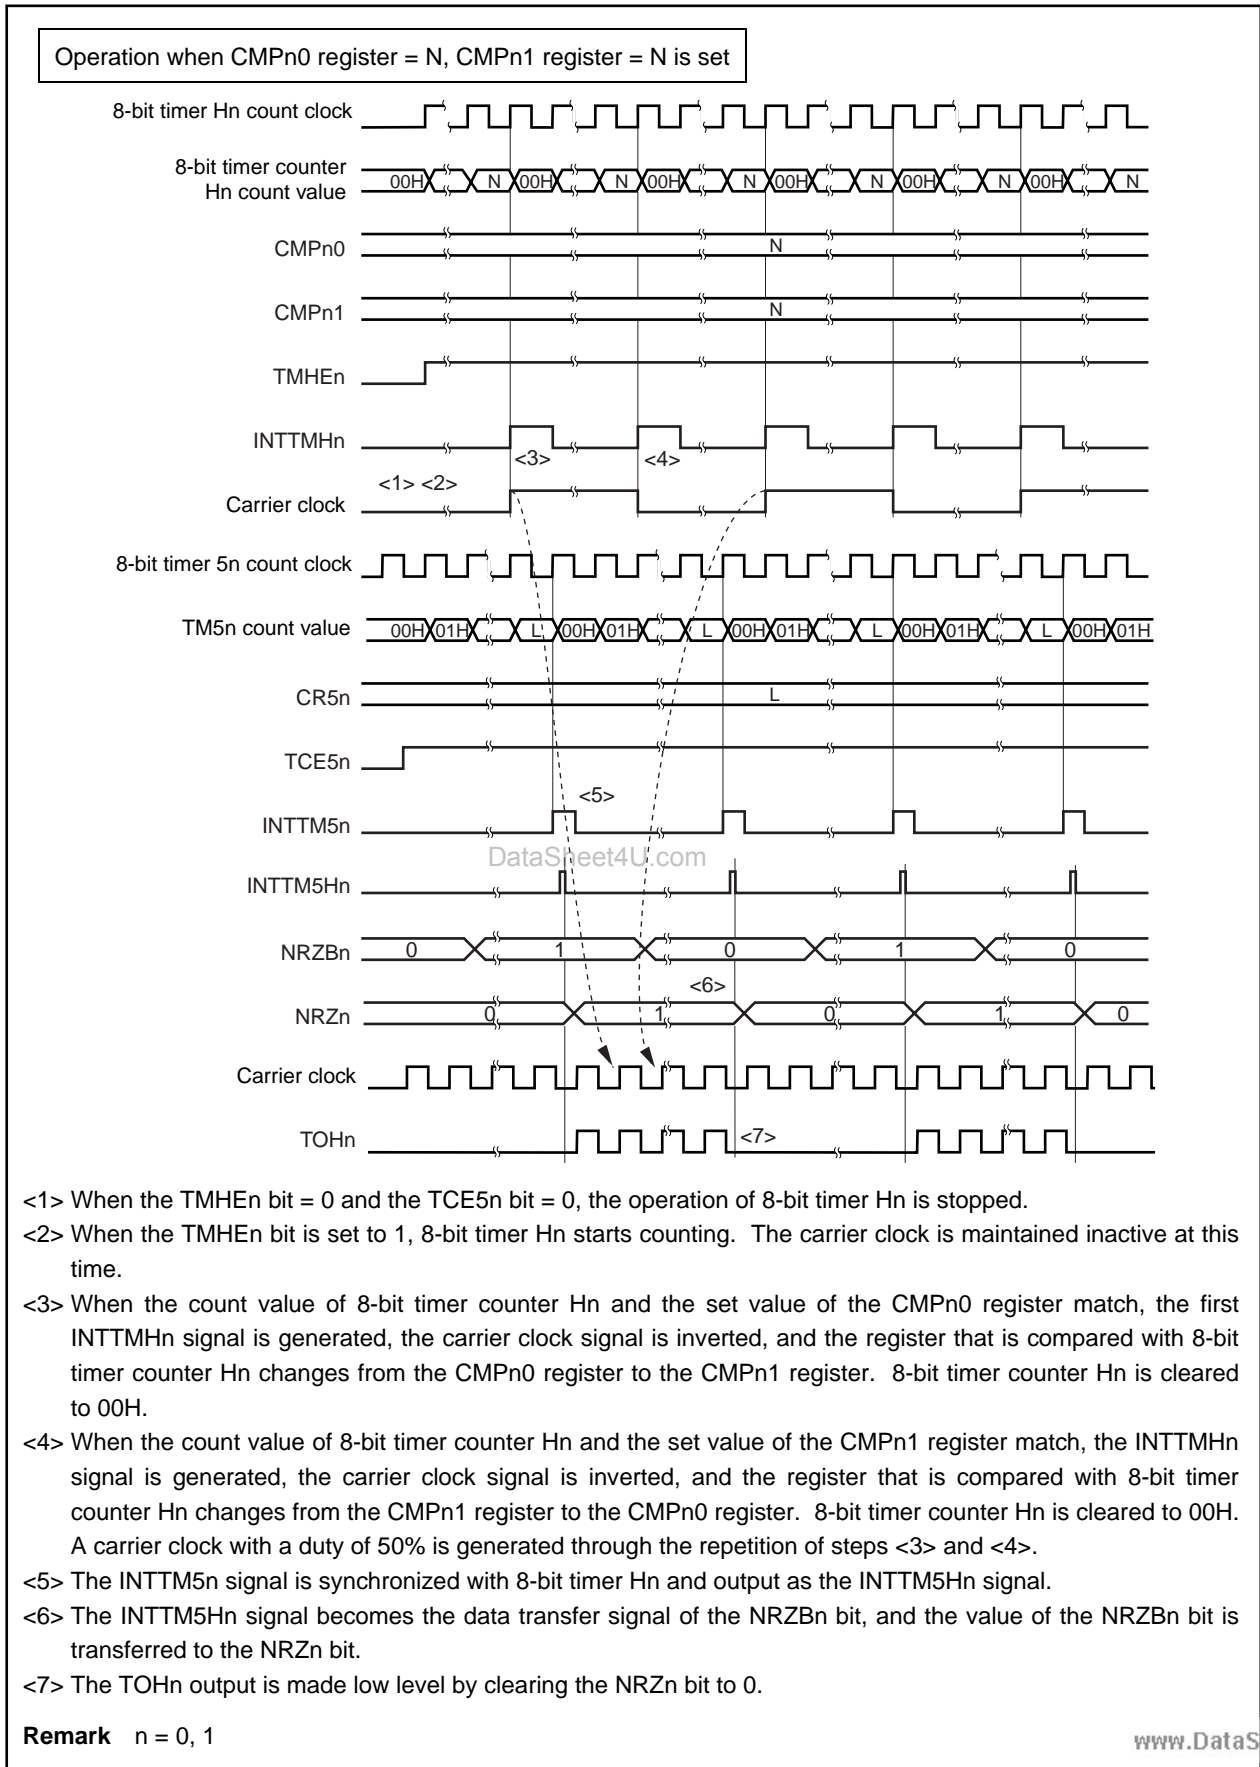 Operation when CMPn0 register = N, CMPn1 register = N is set
8-bit timer Hn count clock
8-bit timer counter
Hn count value
00H N 00H N 00H N 00H N 00H N 00H N
CMPn0
N
CMPn1
N
TMHEn
INTTMHn
<3> <4>
<1> <2>
Carrier clock
8-bit timer 5n count clock
TM5n count value
00H 01H L 00H 01H L 00H 01H L 00H 01H L 00H 01H
CR5n
L
TCE5n
<5>
INTTM5n
DataSheet4U.com
INTTM5Hn
NRZBn
0 1 0 1 0
<6>
NRZn
0 1 0 1 0
Carrier clock
TOHn
<7>
<1> When the TMHEn bit = 0 and the TCE5n bit = 0, the operation of 8-bit timer Hn is stopped.
<2> When the TMHEn bit is set to 1, 8-bit timer Hn starts counting. The carrier clock is maintained inactive at this
time.
<3> When the count value of 8-bit timer counter Hn and the set value of the CMPn0 register match, the first
INTTMHn signal is generated, the carrier clock signal is inverted, and the register that is compared with 8-bit
timer counter Hn changes from the CMPn0 register to the CMPn1 register. 8-bit timer counter Hn is cleared
to 00H.
<4> When the count value of 8-bit timer counter Hn and the set value of the CMPn1 register match, the INTTMHn
signal is generated, the carrier clock signal is inverted, and the register that is compared with 8-bit timer
counter Hn changes from the CMPn1 register to the CMPn0 register. 8-bit timer counter Hn is cleared to 00H.
A carrier clock with a duty of 50% is generated through the repetition of steps <3> and <4>.
<5> The INTTM5n signal is synchronized with 8-bit timer Hn and output as the INTTM5Hn signal.
<6> The INTTM5Hn signal becomes the data transfer signal of the NRZBn bit, and the value of the NRZBn bit is
transferred to the NRZn bit.
<7> The TOHn output is made low level by clearing the NRZn bit to 0.
Remark n = 0, 1
www.DataS